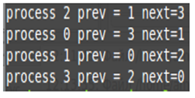 process 2 prev = 1 next=3
process 0 prev = 3 next=1
process 1 prev = 0 next=2
process 3 prev = 2 next=0